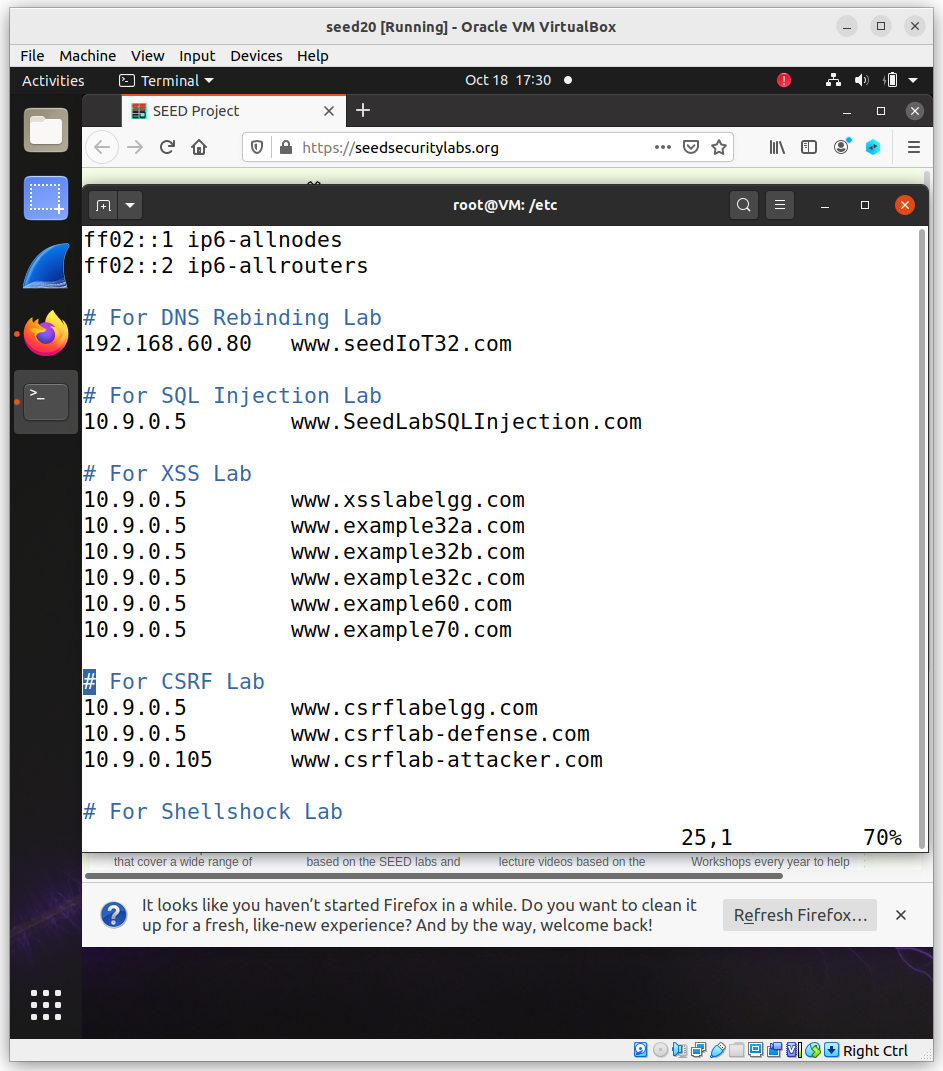 seed20 [Running] - Oracle VM VirtualBox
File Machine View Input Devices Help
Activities Terminal Oct 18 17:30
SEED Project
https://seedsecuritylabs.org
root@VM: /etc
ff02::1 ip6-allnodes
ff02::2 ip6-allrouters
# For DNS Rebinding Lab
192.168.60.80 www.seedIoT32.com
# For SQL Injection Lab
10.9.0.5 www.SeedLabSQLInjection.com
# For XSS Lab
10.9.0.5 www.xsslabelgg.com
10.9.0.5 www.example32a.com
10.9.0.5 www.example32b.com
10.9.0.5 www.example32c.com
10.9.0.5 www.example60.com
10.9.0.5 www.example70.com
# For CSRF Lab
10.9.0.5 www.csrflabelgg.com
10.9.0.5 www.csrflab-defense.com
10.9.0.105 www.csrflab-attacker.com
# For Shellshock Lab
25,1 70%
that cover a wide range of based on the SEED labs and lecture videos based on the Workshops every year to help
It looks like you haven’t started Firefox in a while. Do you want to clean it
up for a fresh, like-new experience? And by the way, welcome back!
Refresh Firefox…
Right Ctrl